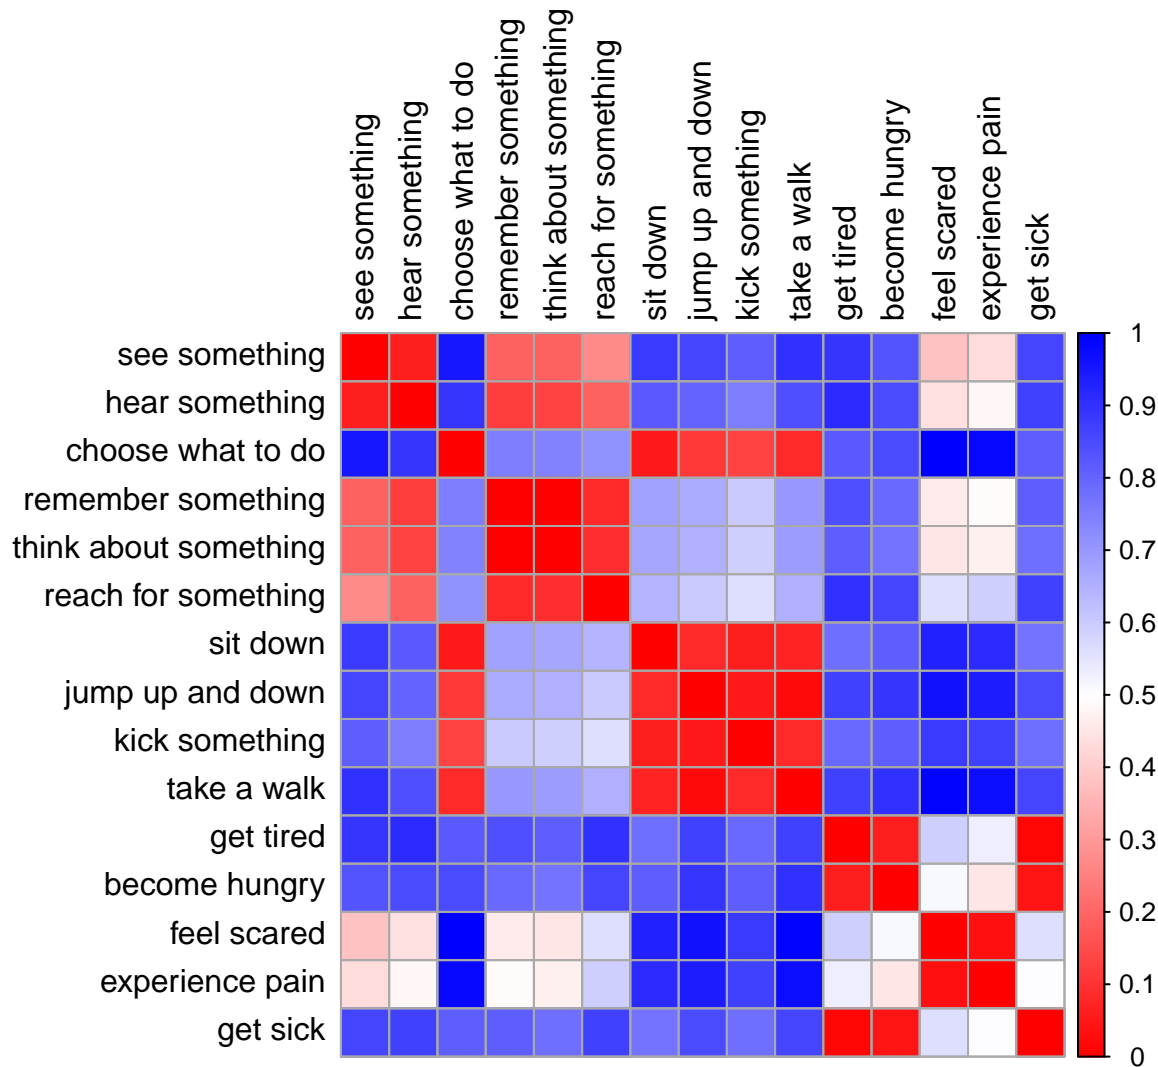 see something
hear something
choose what to do
remember something
think about something
reach for something
sit down
jump up and down
kick something
take a walk
get tired
become hungry
feel scared
experience pain
get sick
see something
hear something
choose what to do
remember something
think about something
reach for something
sit down
jump up and down
kick something
take a walk
get tired
become hungry
feel scared
experience pain
get sick
1
0.9
0.8
0.7
0.6
0.5
0.4
0.3
0.2
0.1
0